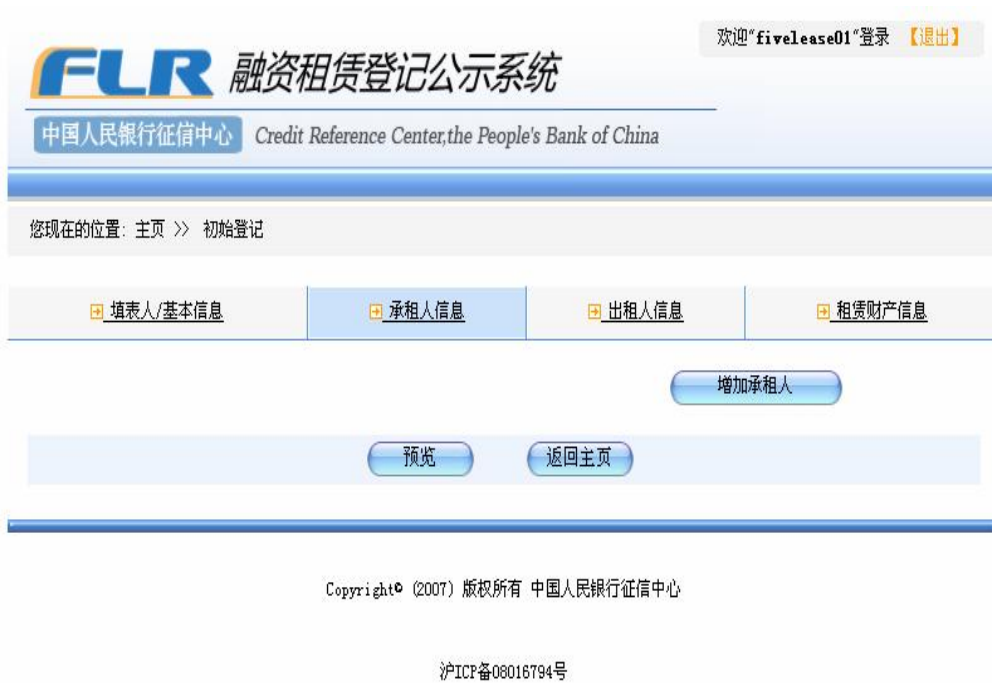 欢迎“fivelease01“登录 【退出】
FLR 融资租赁登记公示系统
中国人民银行征信中心 Credit Reference Center,the People's Bank of China
您现在的位置: 主页 >> 初始登记
填表人/基本信息 承租人信息 出租人信息 租赁财产信息
增加承租人
预览 返回主页
Copyright© (2007) 版权所有 中国人民银行征信中心
沪ICP备08016794号